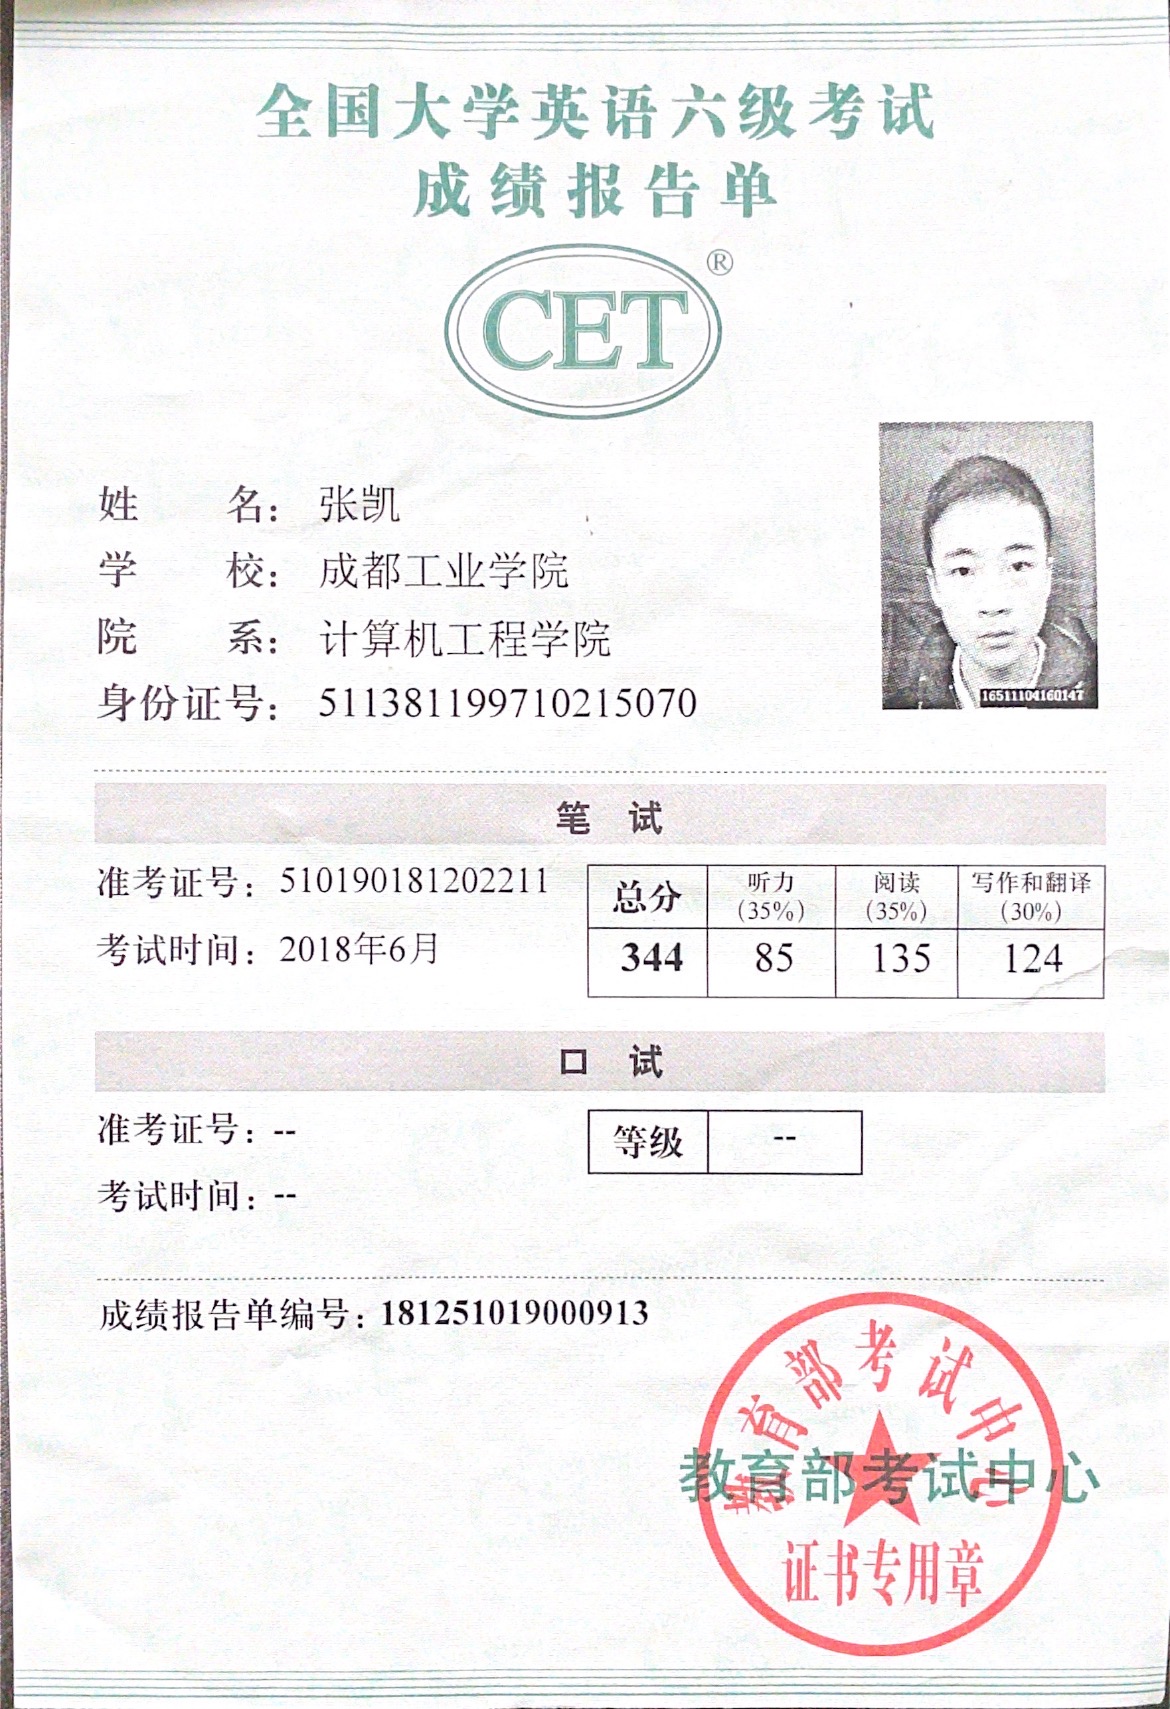 全国大学英语六级考试
成绩报告单
CET®
姓 名： 张凯
学 校： 成都工业学院
院 系： 计算机工程学院
身份证号： 511381199710215070
16511104160147
笔 试
准考证号：510190181202211
考试时间：2018年6月
总分 听力(35%) 阅读(35%) 写作和翻译(30%)
344 85 135 124
口 试
准考证号：--
考试时间：--
等级 --
成绩报告单编号：181251019000913
教育部考试中心
教育部考试中心
证书专用章